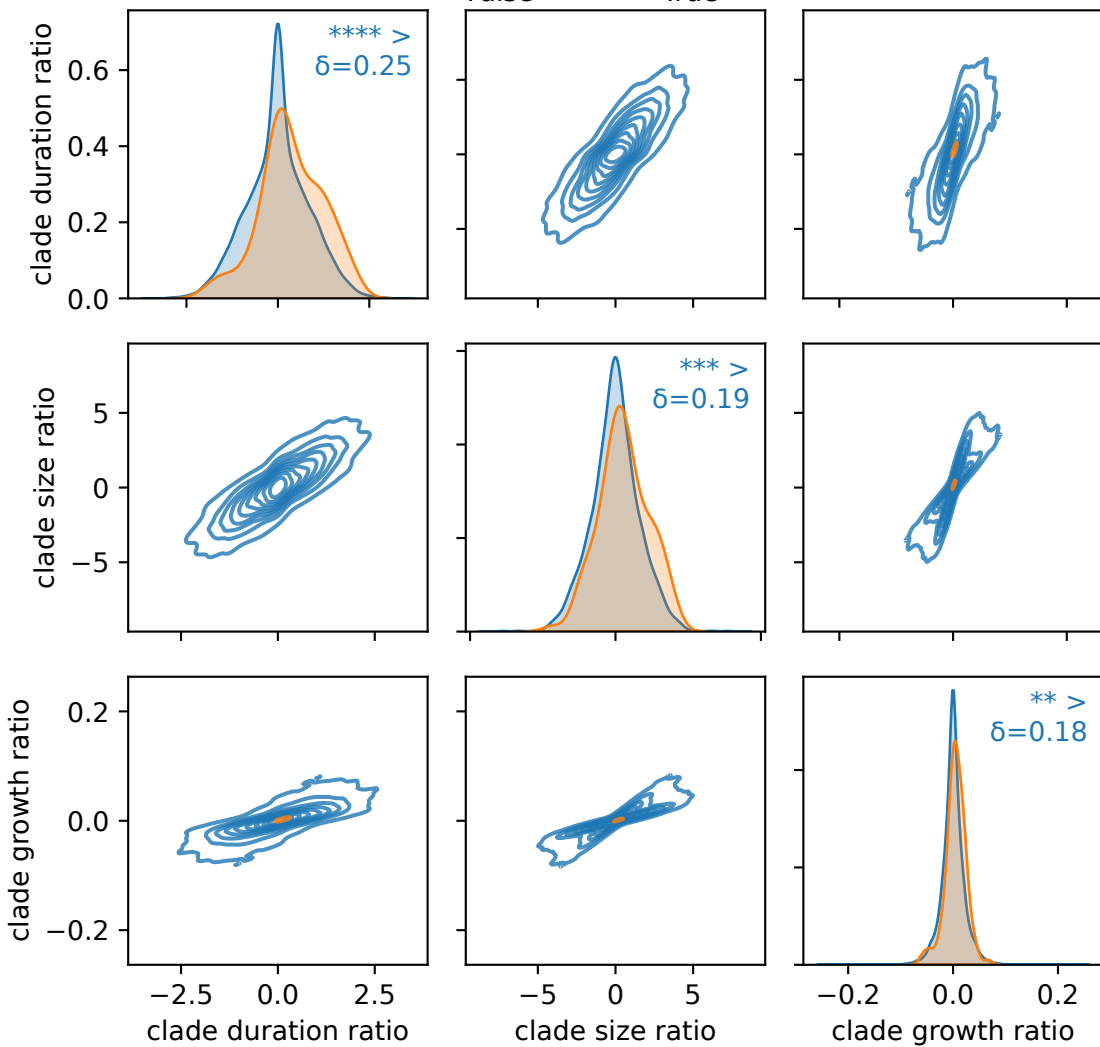 clade duration ratio
0.6
0.4
0.2
0.0
**** >
δ=0.25
clade size ratio
5
0
−5
*** >
δ=0.19
clade growth ratio
0.2
0.0
−0.2
** >
δ=0.18
−2.5 0.0 2.5
−5 0 5
−0.2 0.0 0.2
clade duration ratio
clade size ratio
clade growth ratio